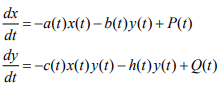 dx/dt = -a(t)x(t) - b(t)y(t) + P(t)
dy/dt = -c(t)x(t)y(t) - h(t)y(t) + Q(t)